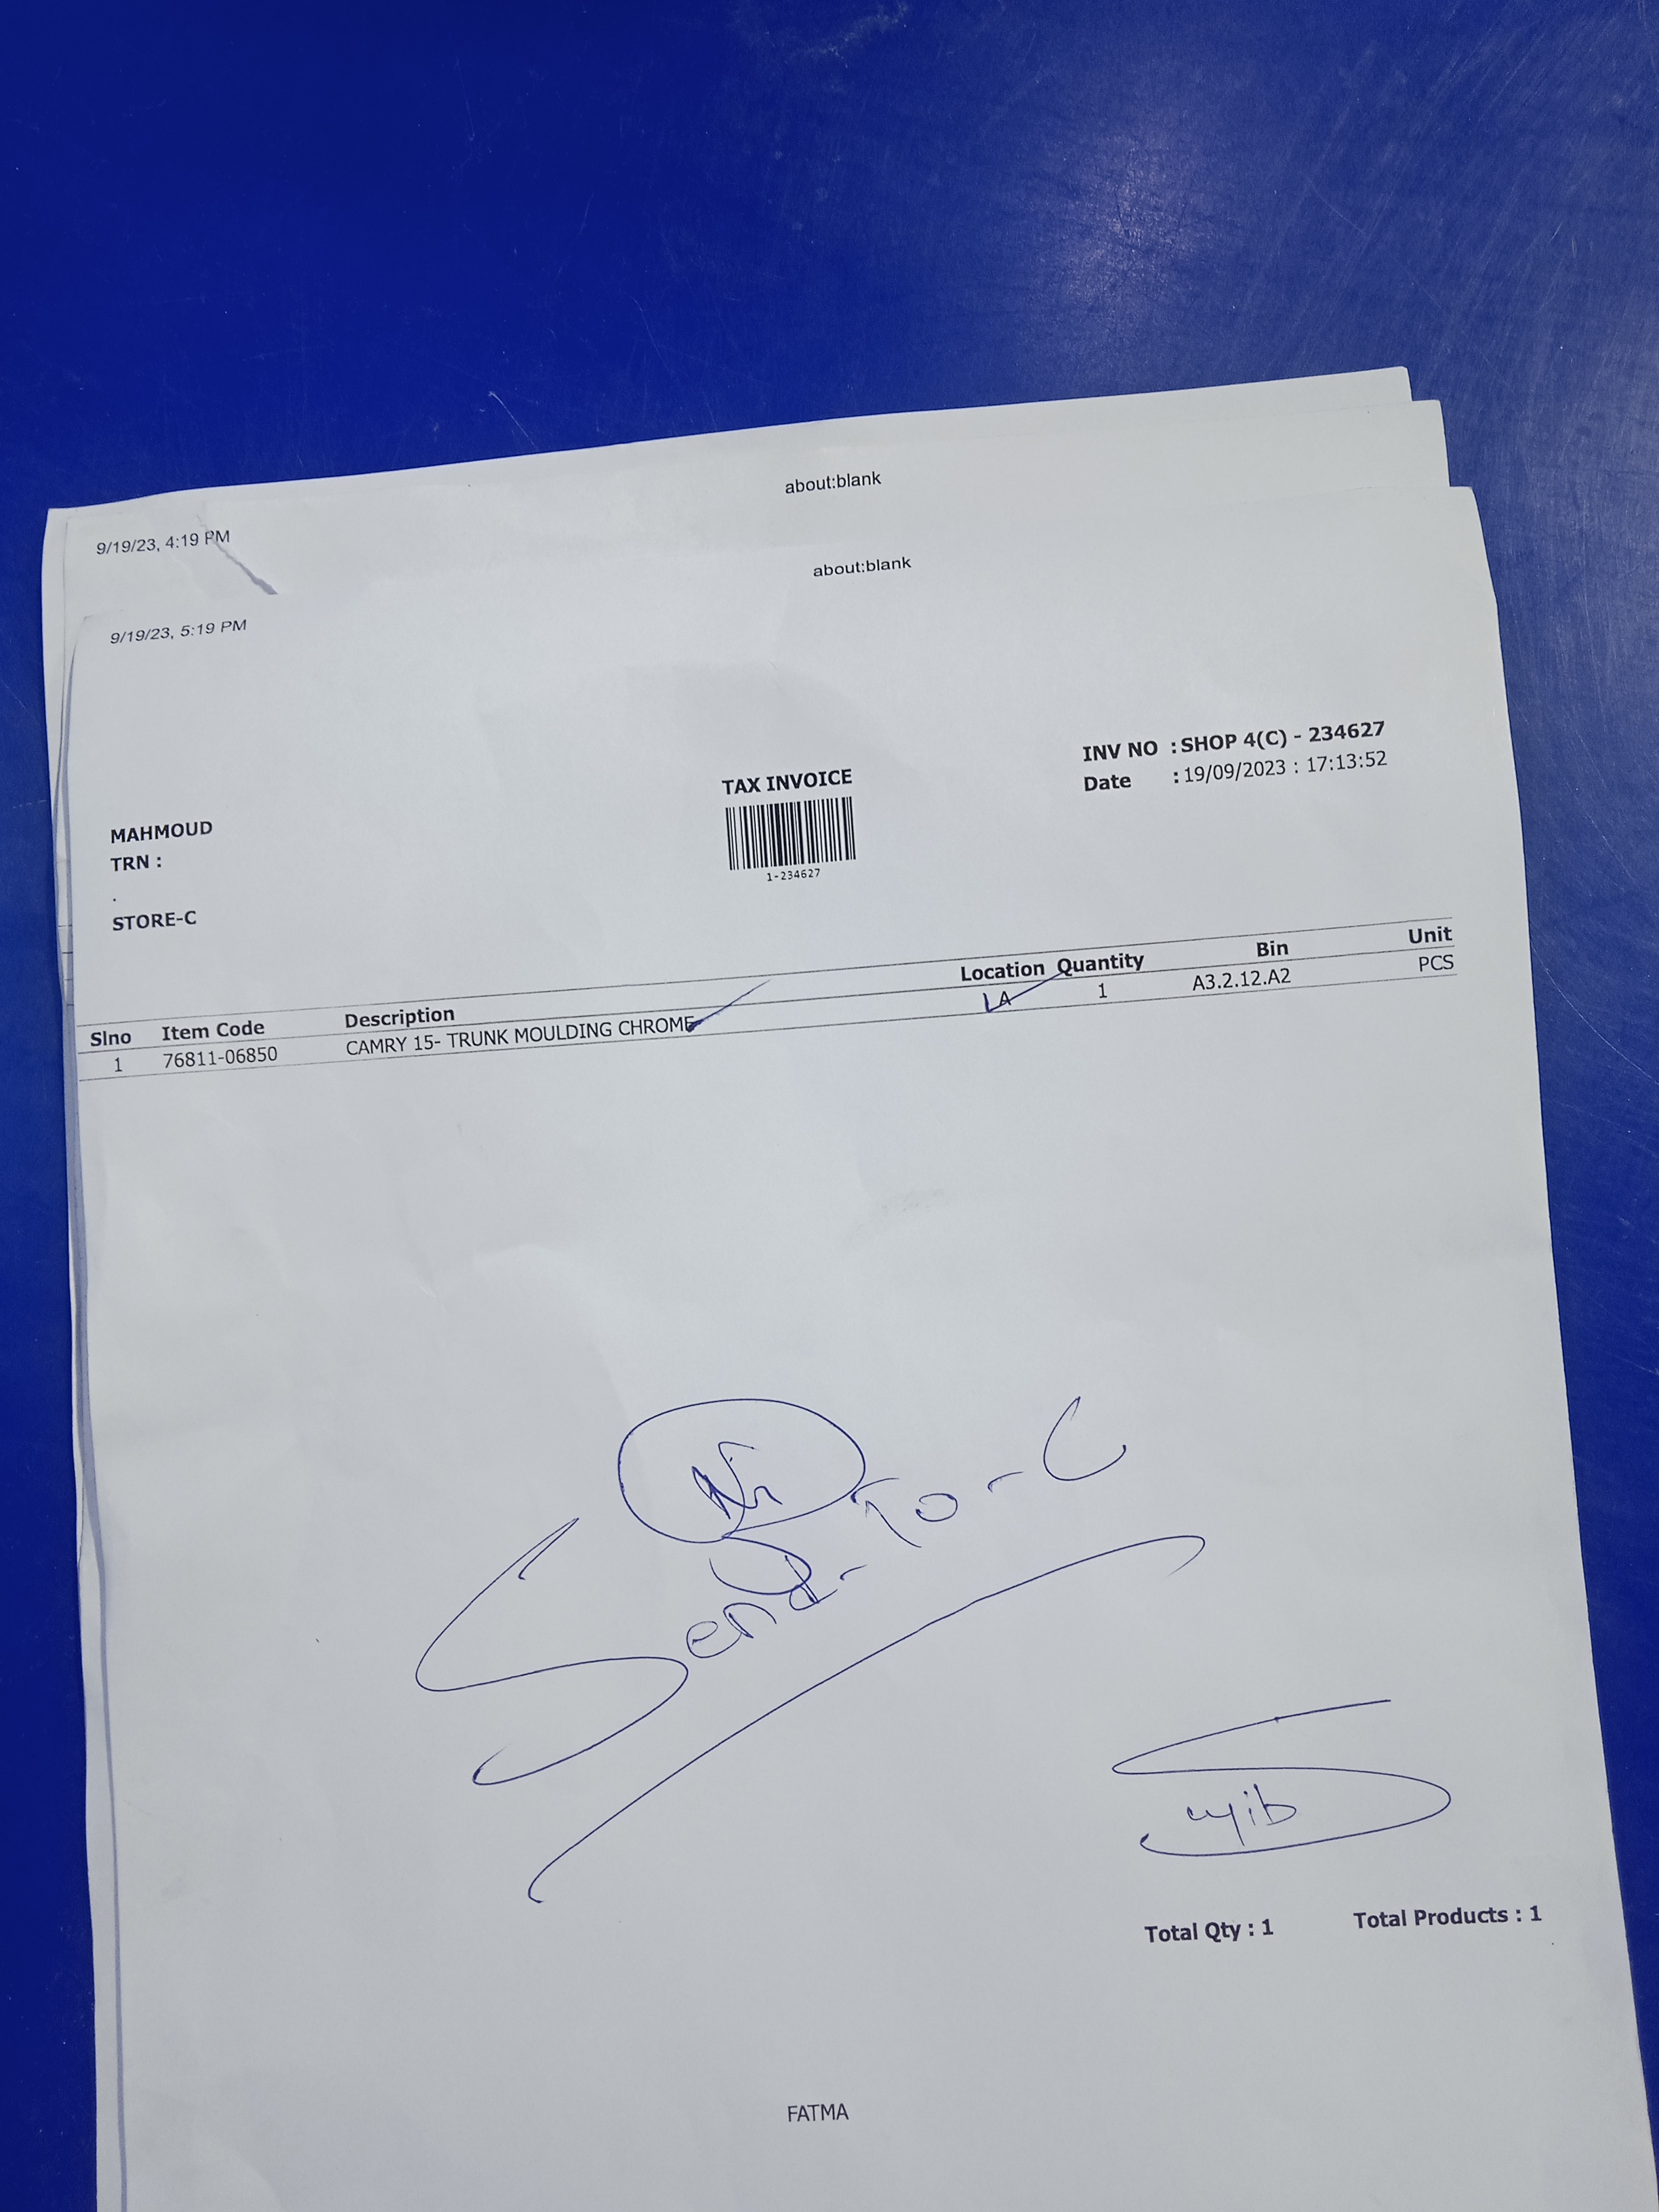 about:blank
9/19/23, 4:19 PM
about:blank
9/19/23, 5:19 PM
INV NO : SHOP 4(C) - 234627
Date : 19/09/2023 : 17:13:52
TAX INVOICE
1-234627
MAHMOUD
TRN :
.
STORE-C
Slno Item Code Description Location Quantity Bin Unit
1 76811-06850 CAMRY 15- TRUNK MOULDING CHROME LA 1 A3.2.12.A2 PCS
Send-To-C
Total Qty : 1 Total Products : 1
FATMA